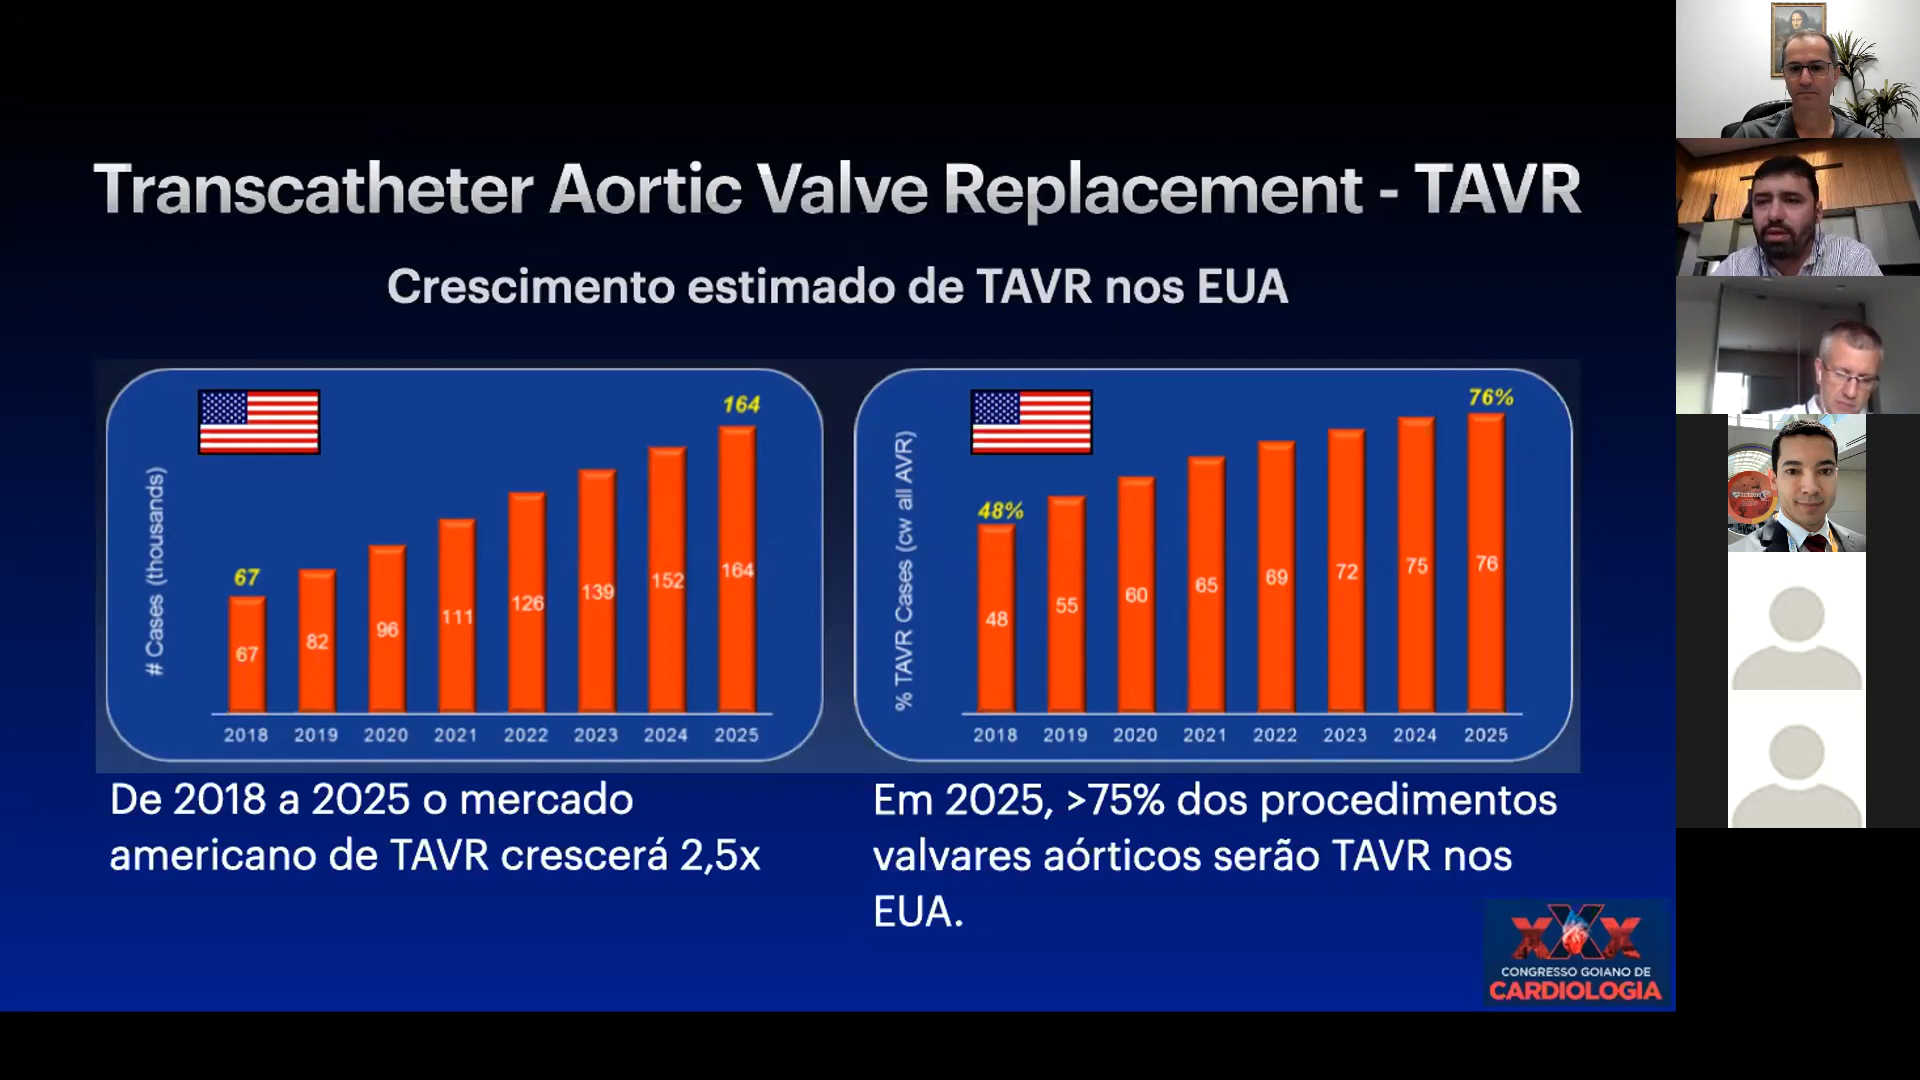 Transcatheter Aortic Valve Replacement - TAVR
Crescimento estimado de TAVR nos EUA
# Cases (thousands)
164
67
67
82
96
111
126
139
152
164
2018 2019 2020 2021 2022 2023 2024 2025
% TAVR Cases (cw all AVR)
76%
48%
48
55
60
65
69
72
75
76
2018 2019 2020 2021 2022 2023 2024 2025
De 2018 a 2025 o mercado
americano de TAVR crescerá 2,5x
Em 2025, >75% dos procedimentos
valvares aórticos serão TAVR nos
EUA.
XXX
CONGRESSO GOIANO DE
CARDIOLOGIA